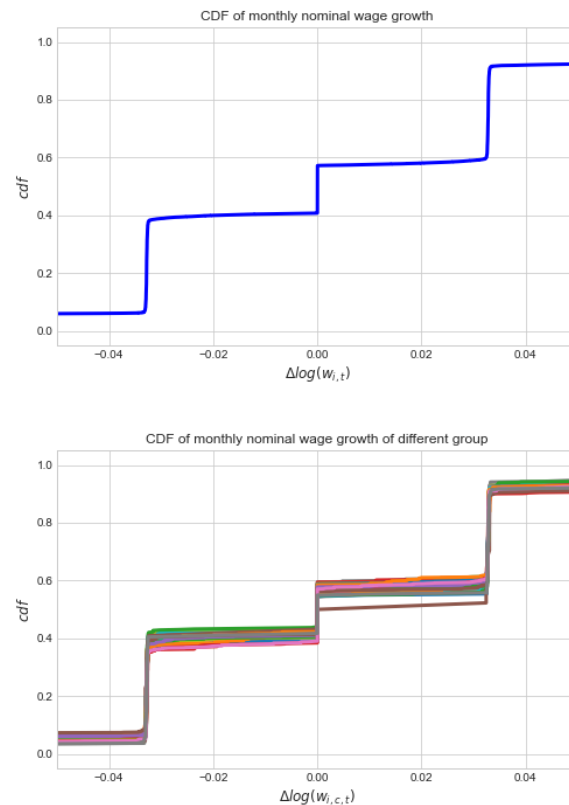 CDF of monthly nominal wage growth
1.0
0.8
0.6
cdf
0.4
0.2
0.0
−0.04 −0.02 0.00 0.02 0.04
Δlog(w_{i,t})
CDF of monthly nominal wage growth of different group
1.0
0.8
0.6
cdf
0.4
0.2
0.0
−0.04 −0.02 0.00 0.02 0.04
Δlog(w_{i,c,t})